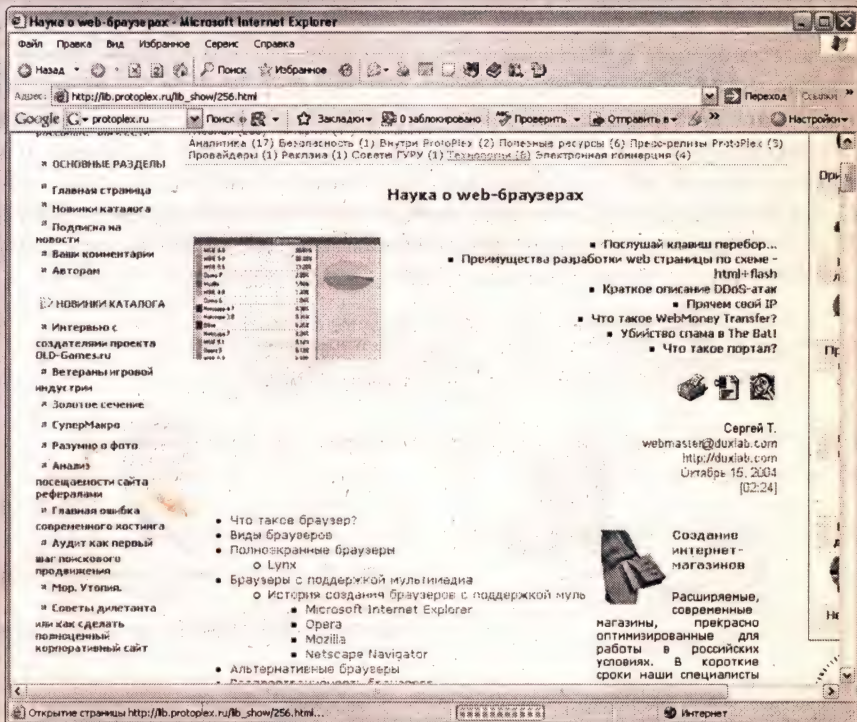 Наука о web-браузерах - Microsoft Internet Explorer
Файл Правка Вид Избранное Сервис Справка
Назад Поиск Избранное
Адрес: http://lib.protoplex.ru/lib_show/256.html Переход Ссылки »
Google G protoplex.ru Поиск Закладки 0 заблокировано Проверить Отправить в » Настройки
Аналитика (17) Безопасность (1) Внутри ProtoPlex (2) Полезные ресурсы (6) Пресс-релизы ProtoPlex (3)
Провайдеры (1) Реклама (1) Советы ГУРУ (1) Технологии (6) Электронная коммерция (4)
ОСНОВНЫЕ РАЗДЕЛЫ
Главная страница
Новинки каталога
Подписка на
новости
Ваши комментарии
Авторам
НОВИНКИ КАТАЛОГА
Интервью с
создателями проекта
OLD-Games.ru
Ветераны игровой
индустрии
Золотое сечение
СуперМакро
Разумно о фото
Анализ
посещаемости сайта
рефералами
Главная ошибка
современного хостинга
Аудит как первый
шаг поискового
продвижения
Мор. Утопия.
Советы дилетанта
или как сделать
полноценный
корпоративный сайт
Наука о web-браузерах
Послушай клавиш перебор...
Преимущества разработки web страницы по схеме -
html+flash
Краткое описание DDoS-атак
Прячем свой IP
Что такое WebMoney Transfer?
Убийство спама в The Bat!
Что такое портал?
Сергей Т.
webmaster@duxlab.com
http://duxlab.com
Октябрь 15, 2004
[02:24]
Что такое браузер?
Виды браузеров
Полноэкранные браузеры
Lynx
Браузеры с поддержкой мультимедиа
История создания браузеров с поддержкой муль
Microsoft Internet Explorer
Opera
Mozilla
Netscape Navigator
Альтернативные браузеры
Создание
интернет-
магазинов
Расширяемые,
современные
магазины, прекрасно
оптимизированные для
работы в российских
условиях. В короткие
сроки наши специалисты
Открытие страницы http://lib.protoplex.ru/lib_show/256.html... Интернет